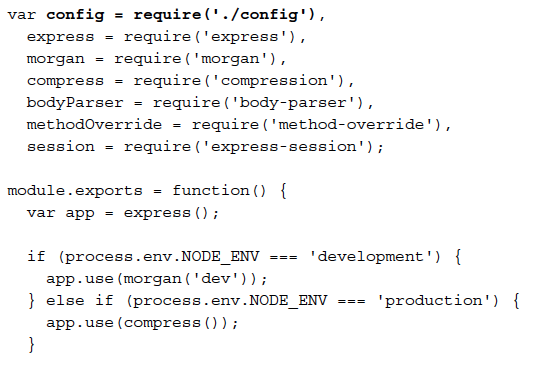 var config = require('./config'),
  express = require('express'),
  morgan = require('morgan'),
  compress = require('compression'),
  bodyParser = require('body-parser'),
  methodOverride = require('method-override'),
  session = require('express-session');

module.exports = function() {
  var app = express();

  if (process.env.NODE_ENV === 'development') {
    app.use(morgan('dev'));
  } else if (process.env.NODE_ENV === 'production') {
    app.use(compress());
  }